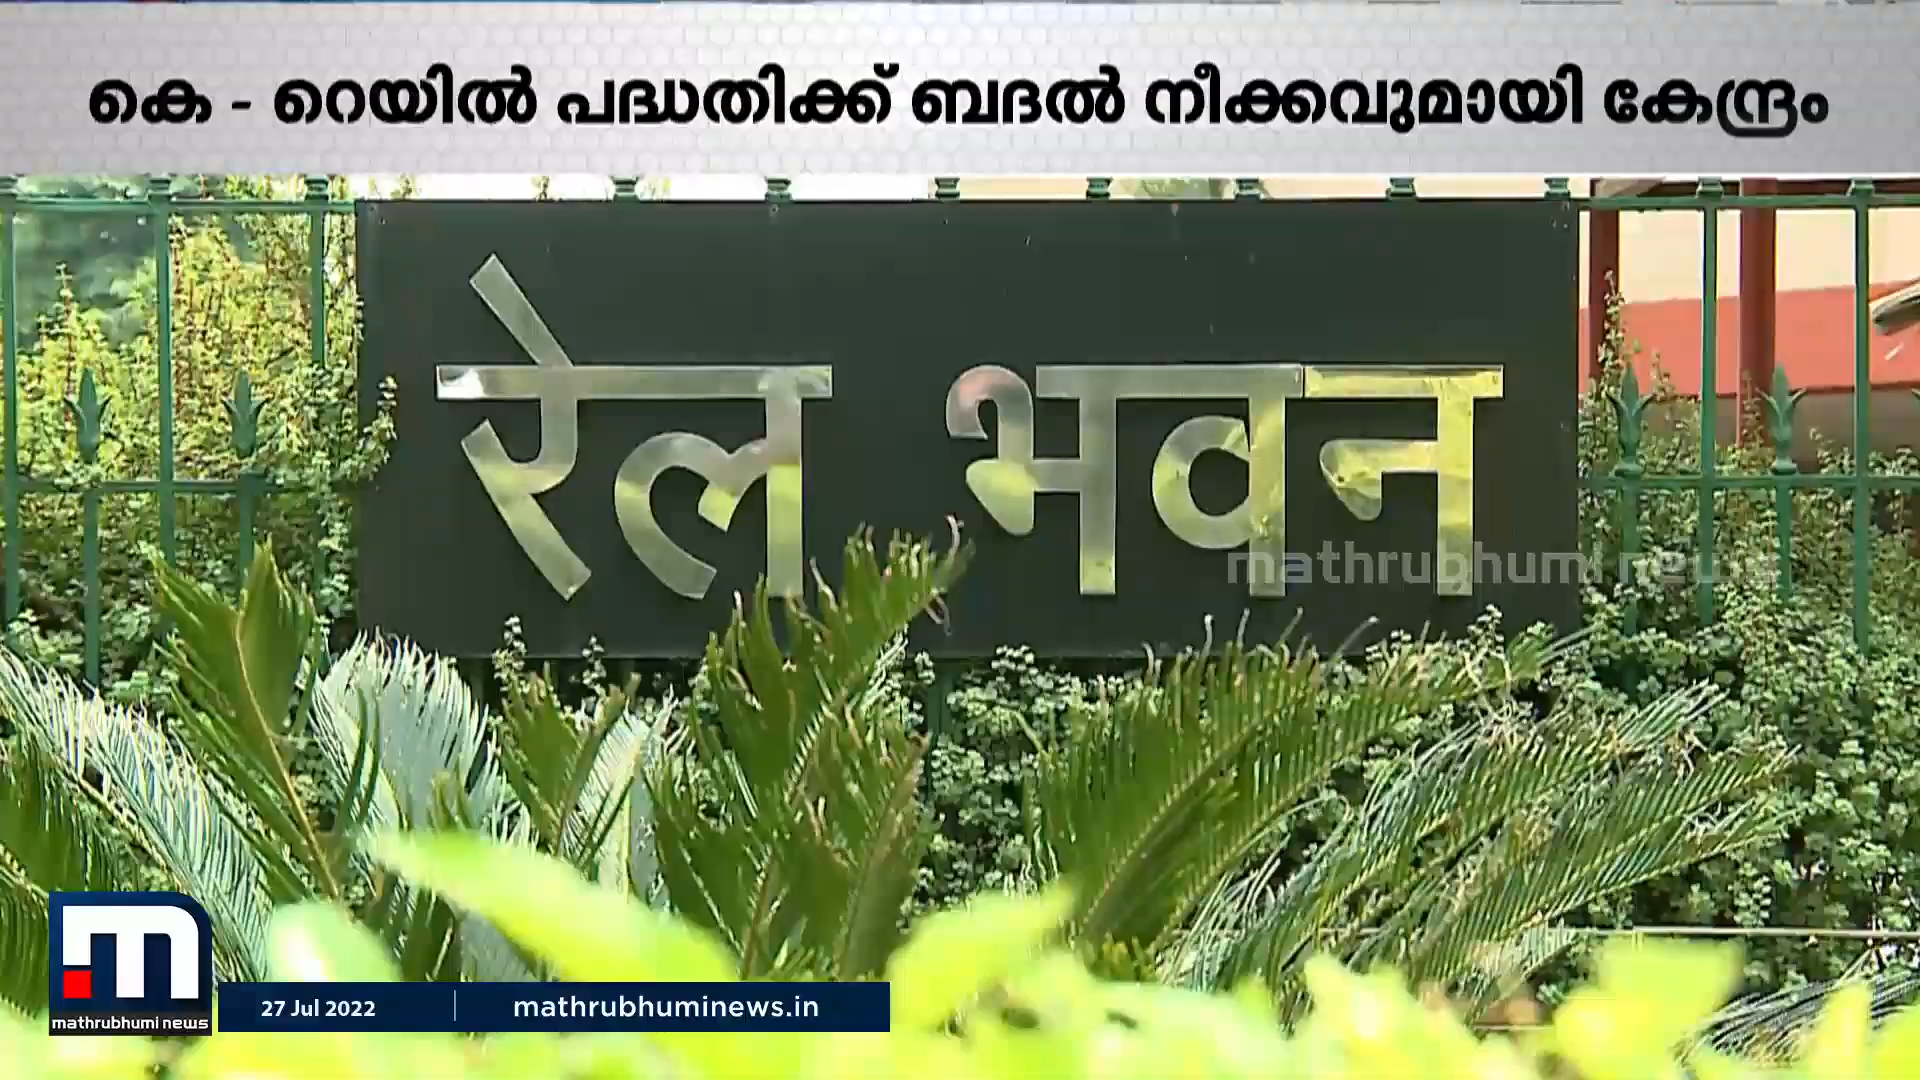 കെ - റെയിൽ പദ്ധതിക്ക് ബദൽ നീക്കവുമായി കേന്ദ്രം
रेल भवन
mathrubhumi news
mathrubhumi news
27 Jul 2022
mathrubhuminews.in